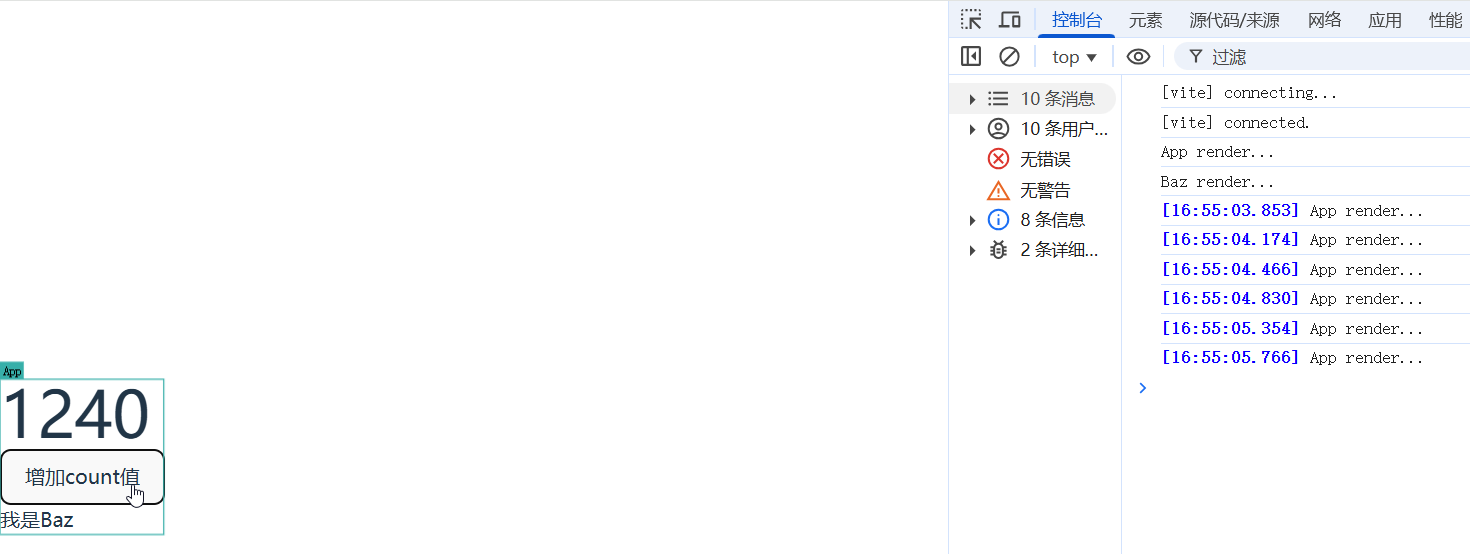 控制台 元素 源代码/来源 网络 应用 性能
top 过滤
10 条消息
10 条用户...
无错误
无警告
8 条信息
2 条详细...
[vite] connecting...
[vite] connected.
App render...
Baz render...
[16:55:03.853] App render...
[16:55:04.174] App render...
[16:55:04.466] App render...
[16:55:04.830] App render...
[16:55:05.354] App render...
[16:55:05.766] App render...
App
1240
增加count值
我是Baz